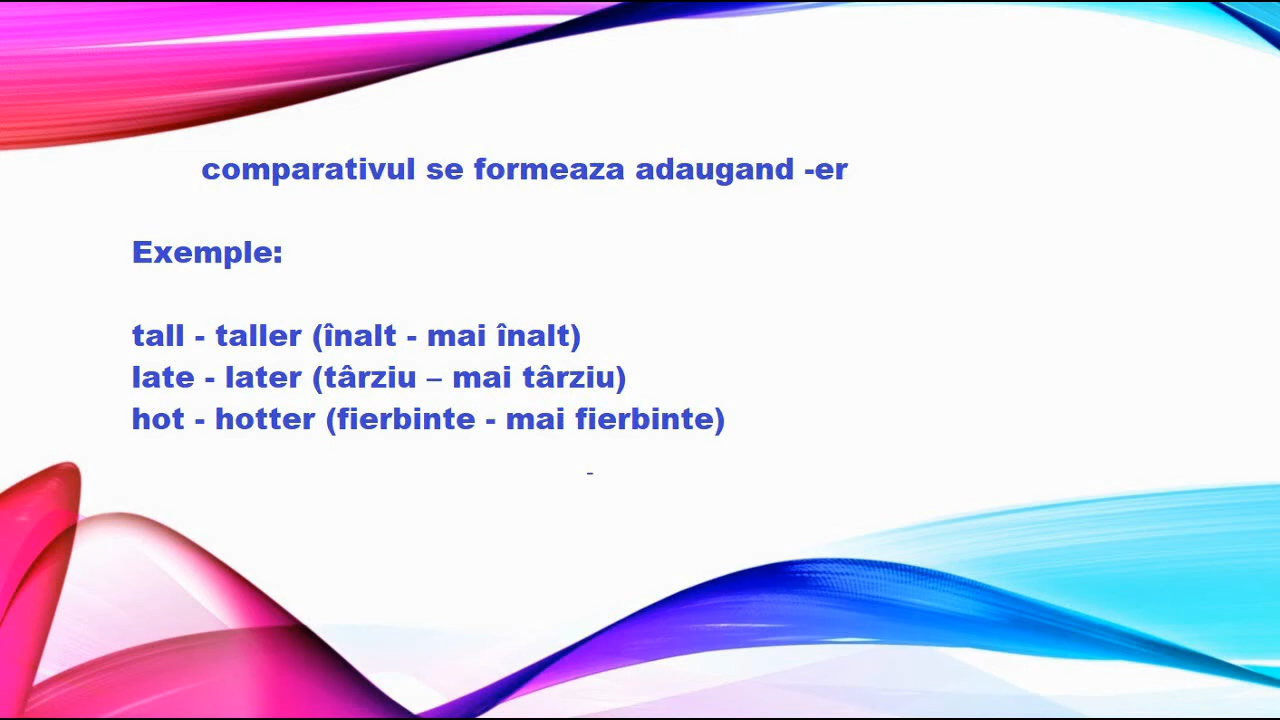 comparativul se formeaza adaugand -er
Exemple:
tall - taller (înalt - mai înalt)
late - later (târziu – mai târziu)
hot - hotter (fierbinte - mai fierbinte)
-